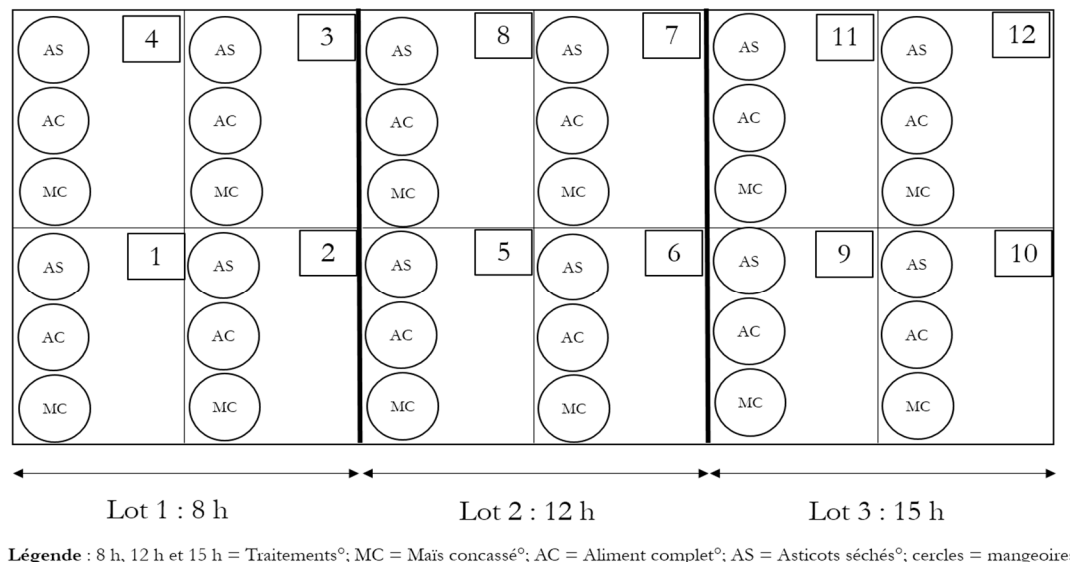 AS 4 AS 3 AS 8 AS 7 AS 11 AS 12
AC AC AC AC AC AC
MC MC MC MC MC MC
AS 1 AS 2 AS 5 AS 6 AS 9 AS 10
AC AC AC AC AC AC
MC MC MC MC MC MC
Lot 1 : 8 h Lot 2 : 12 h Lot 3 : 15 h
Légende : 8 h, 12 h et 15 h = Traitements°; MC = Maïs concassé°; AC = Aliment complet°; AS = Asticots séchés°; cercles = mangeoires